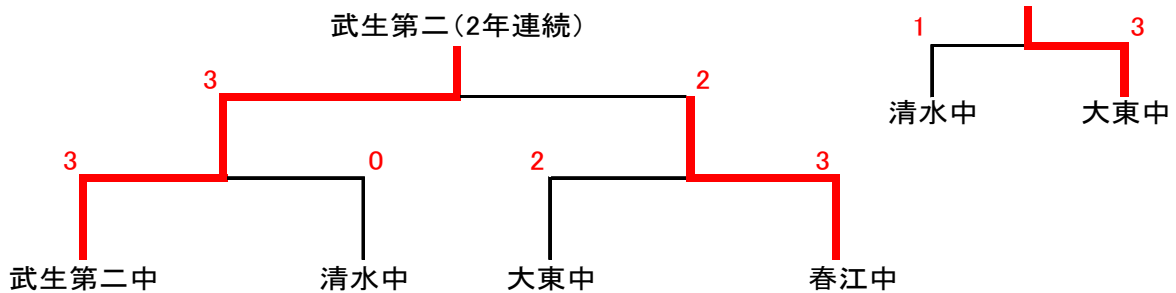 武生第二(2年連続)
1 3
清水中 大東中
3 2
3 0 2 3
武生第二中 清水中 大東中 春江中